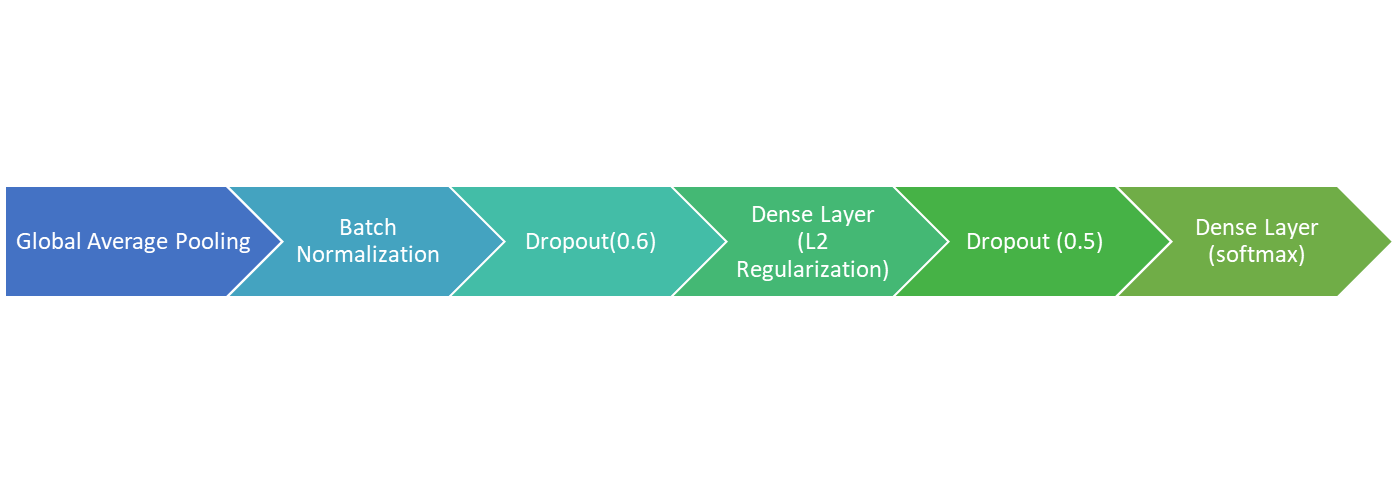 Global Average Pooling
Batch
Normalization
Dropout(0.6)
Dense Layer
(L2
Regularization)
Dropout (0.5)
Dense Layer
(softmax)